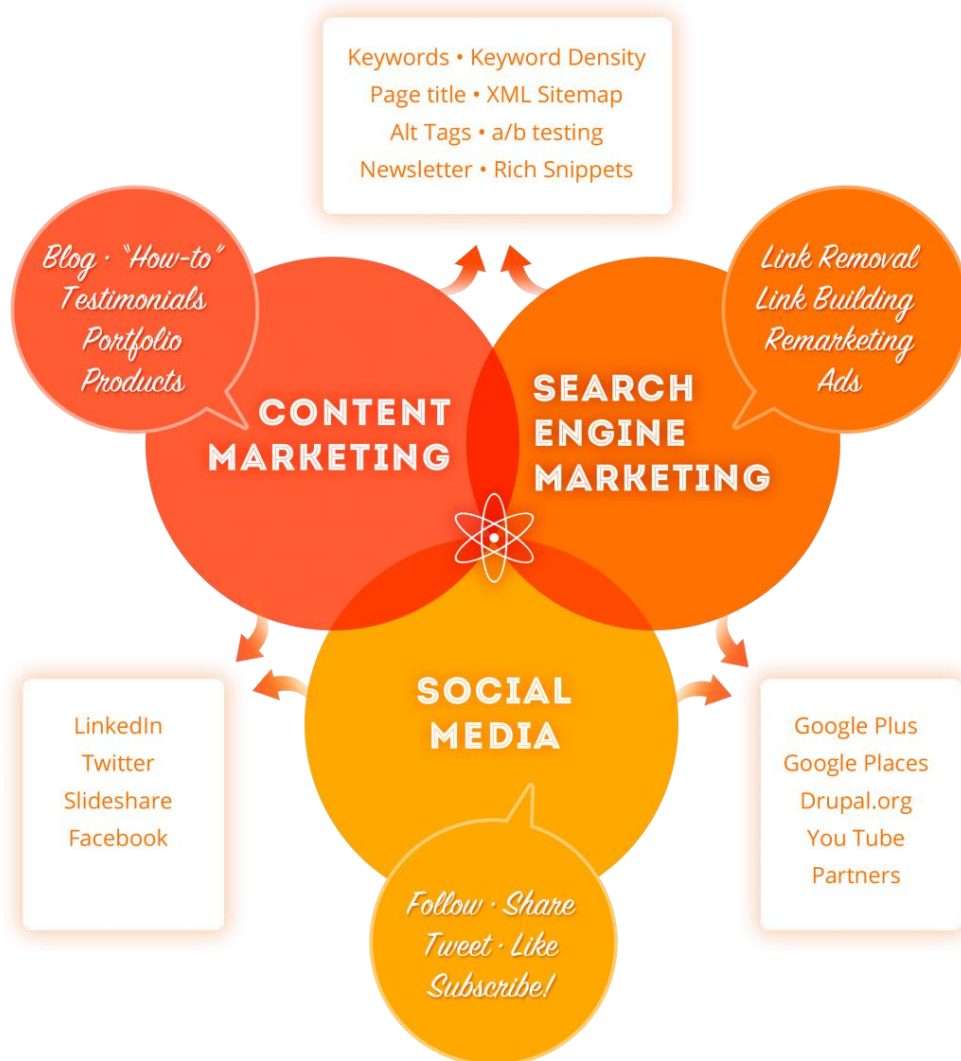 Keywords • Keyword Density
Page title • XML Sitemap
Alt Tags • a/b testing
Newsletter • Rich Snippets
Blog · "How-to"
Testimonials
Portfolio
Products
Link Removal
Link Building
Remarketing
Ads
CONTENT
MARKETING
SEARCH
ENGINE
MARKETING
SOCIAL
MEDIA
LinkedIn
Twitter
Slideshare
Facebook
Google Plus
Google Places
Drupal.org
You Tube
Partners
Follow · Share
Tweet · Like
Subscribe!